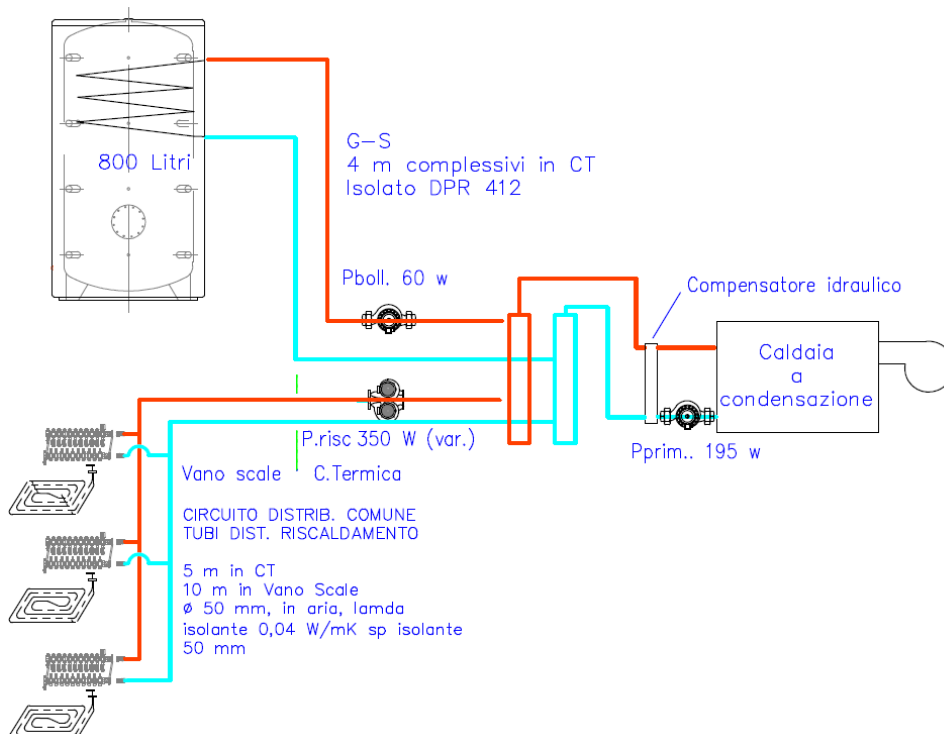 800 Litri
G-S
4 m complessivi in CT
Isolato DPR 412
Pboll. 60 w
Compensatore idraulico
Caldaia
a
condensazione
P.risc 350 W (var.)
Pprim.. 195 w
Vano scale
C.Termica
CIRCUITO DISTRIB. COMUNE
TUBI DIST. RISCALDAMENTO
5 m in CT
10 m in Vano Scale
ø 50 mm, in aria, lamda
isolante 0,04 W/mK sp isolante
50 mm